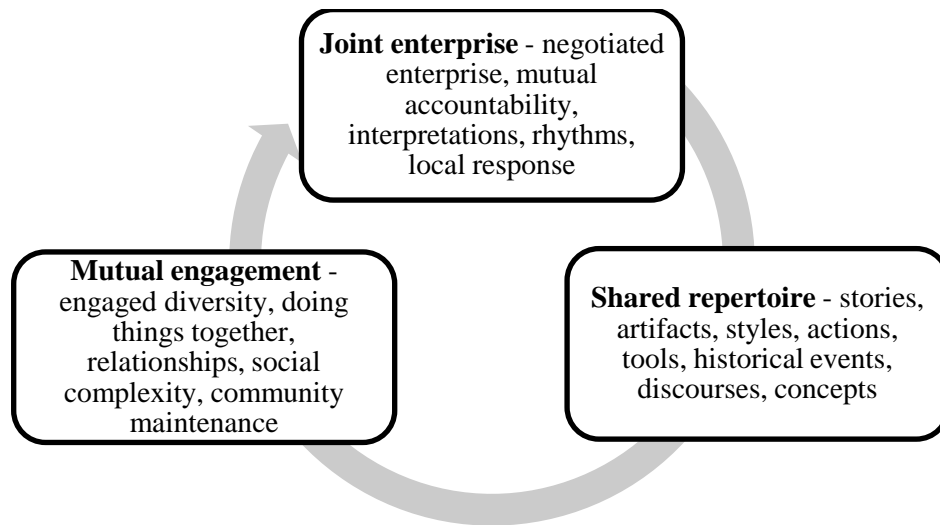 Joint enterprise - negotiated
enterprise, mutual
accountability,
interpretations, rhythms,
local response
Mutual engagement -
engaged diversity, doing
things together,
relationships, social
complexity, community
maintenance
Shared repertoire - stories,
artifacts, styles, actions,
tools, historical events,
discourses, concepts